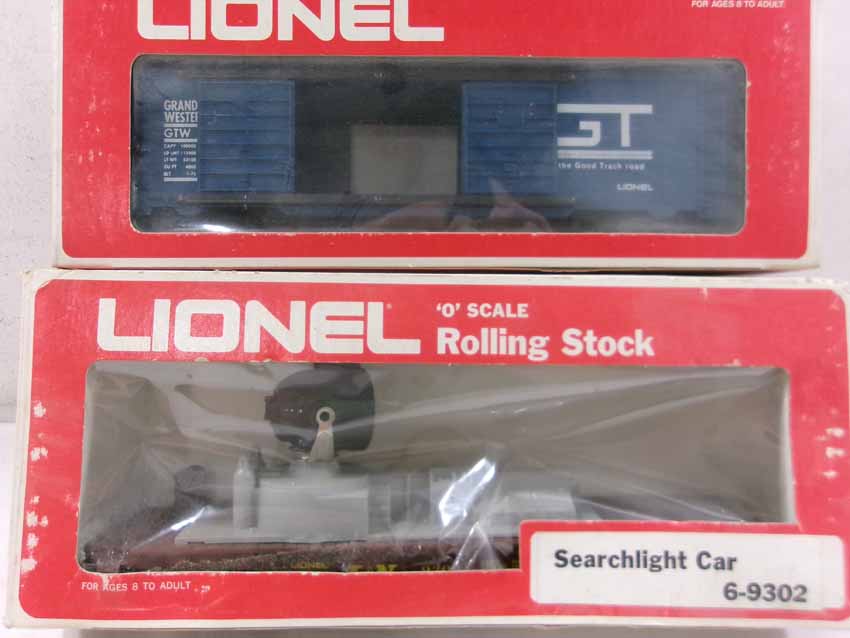 LIONEL
FOR AGES 8 TO ADULT
GRAND
WESTE
GTW
GT
the Good Track road
LIONEL
LIONEL
'O' SCALE
Rolling Stock
LIONEL
Searchlight Car
6-9302
FOR AGES 8 TO ADULT